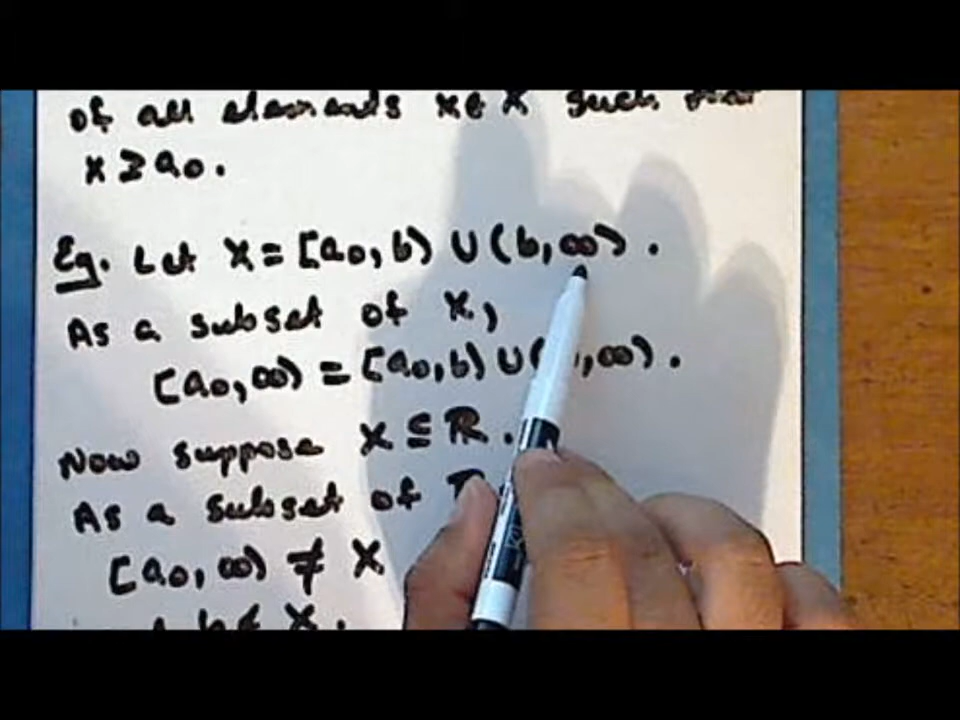 of all elements x ∈ X such that
x ≥ a₀.
Eg. Let X = [a₀, b) ∪ (b, ∞).
As a subset of X,
[a₀, ∞) = [a₀, b) ∪ ( , ∞).
Now suppose X ⊆ ℝ.
As a subset of
[a₀, ∞) ≠ X
b ∉ X.